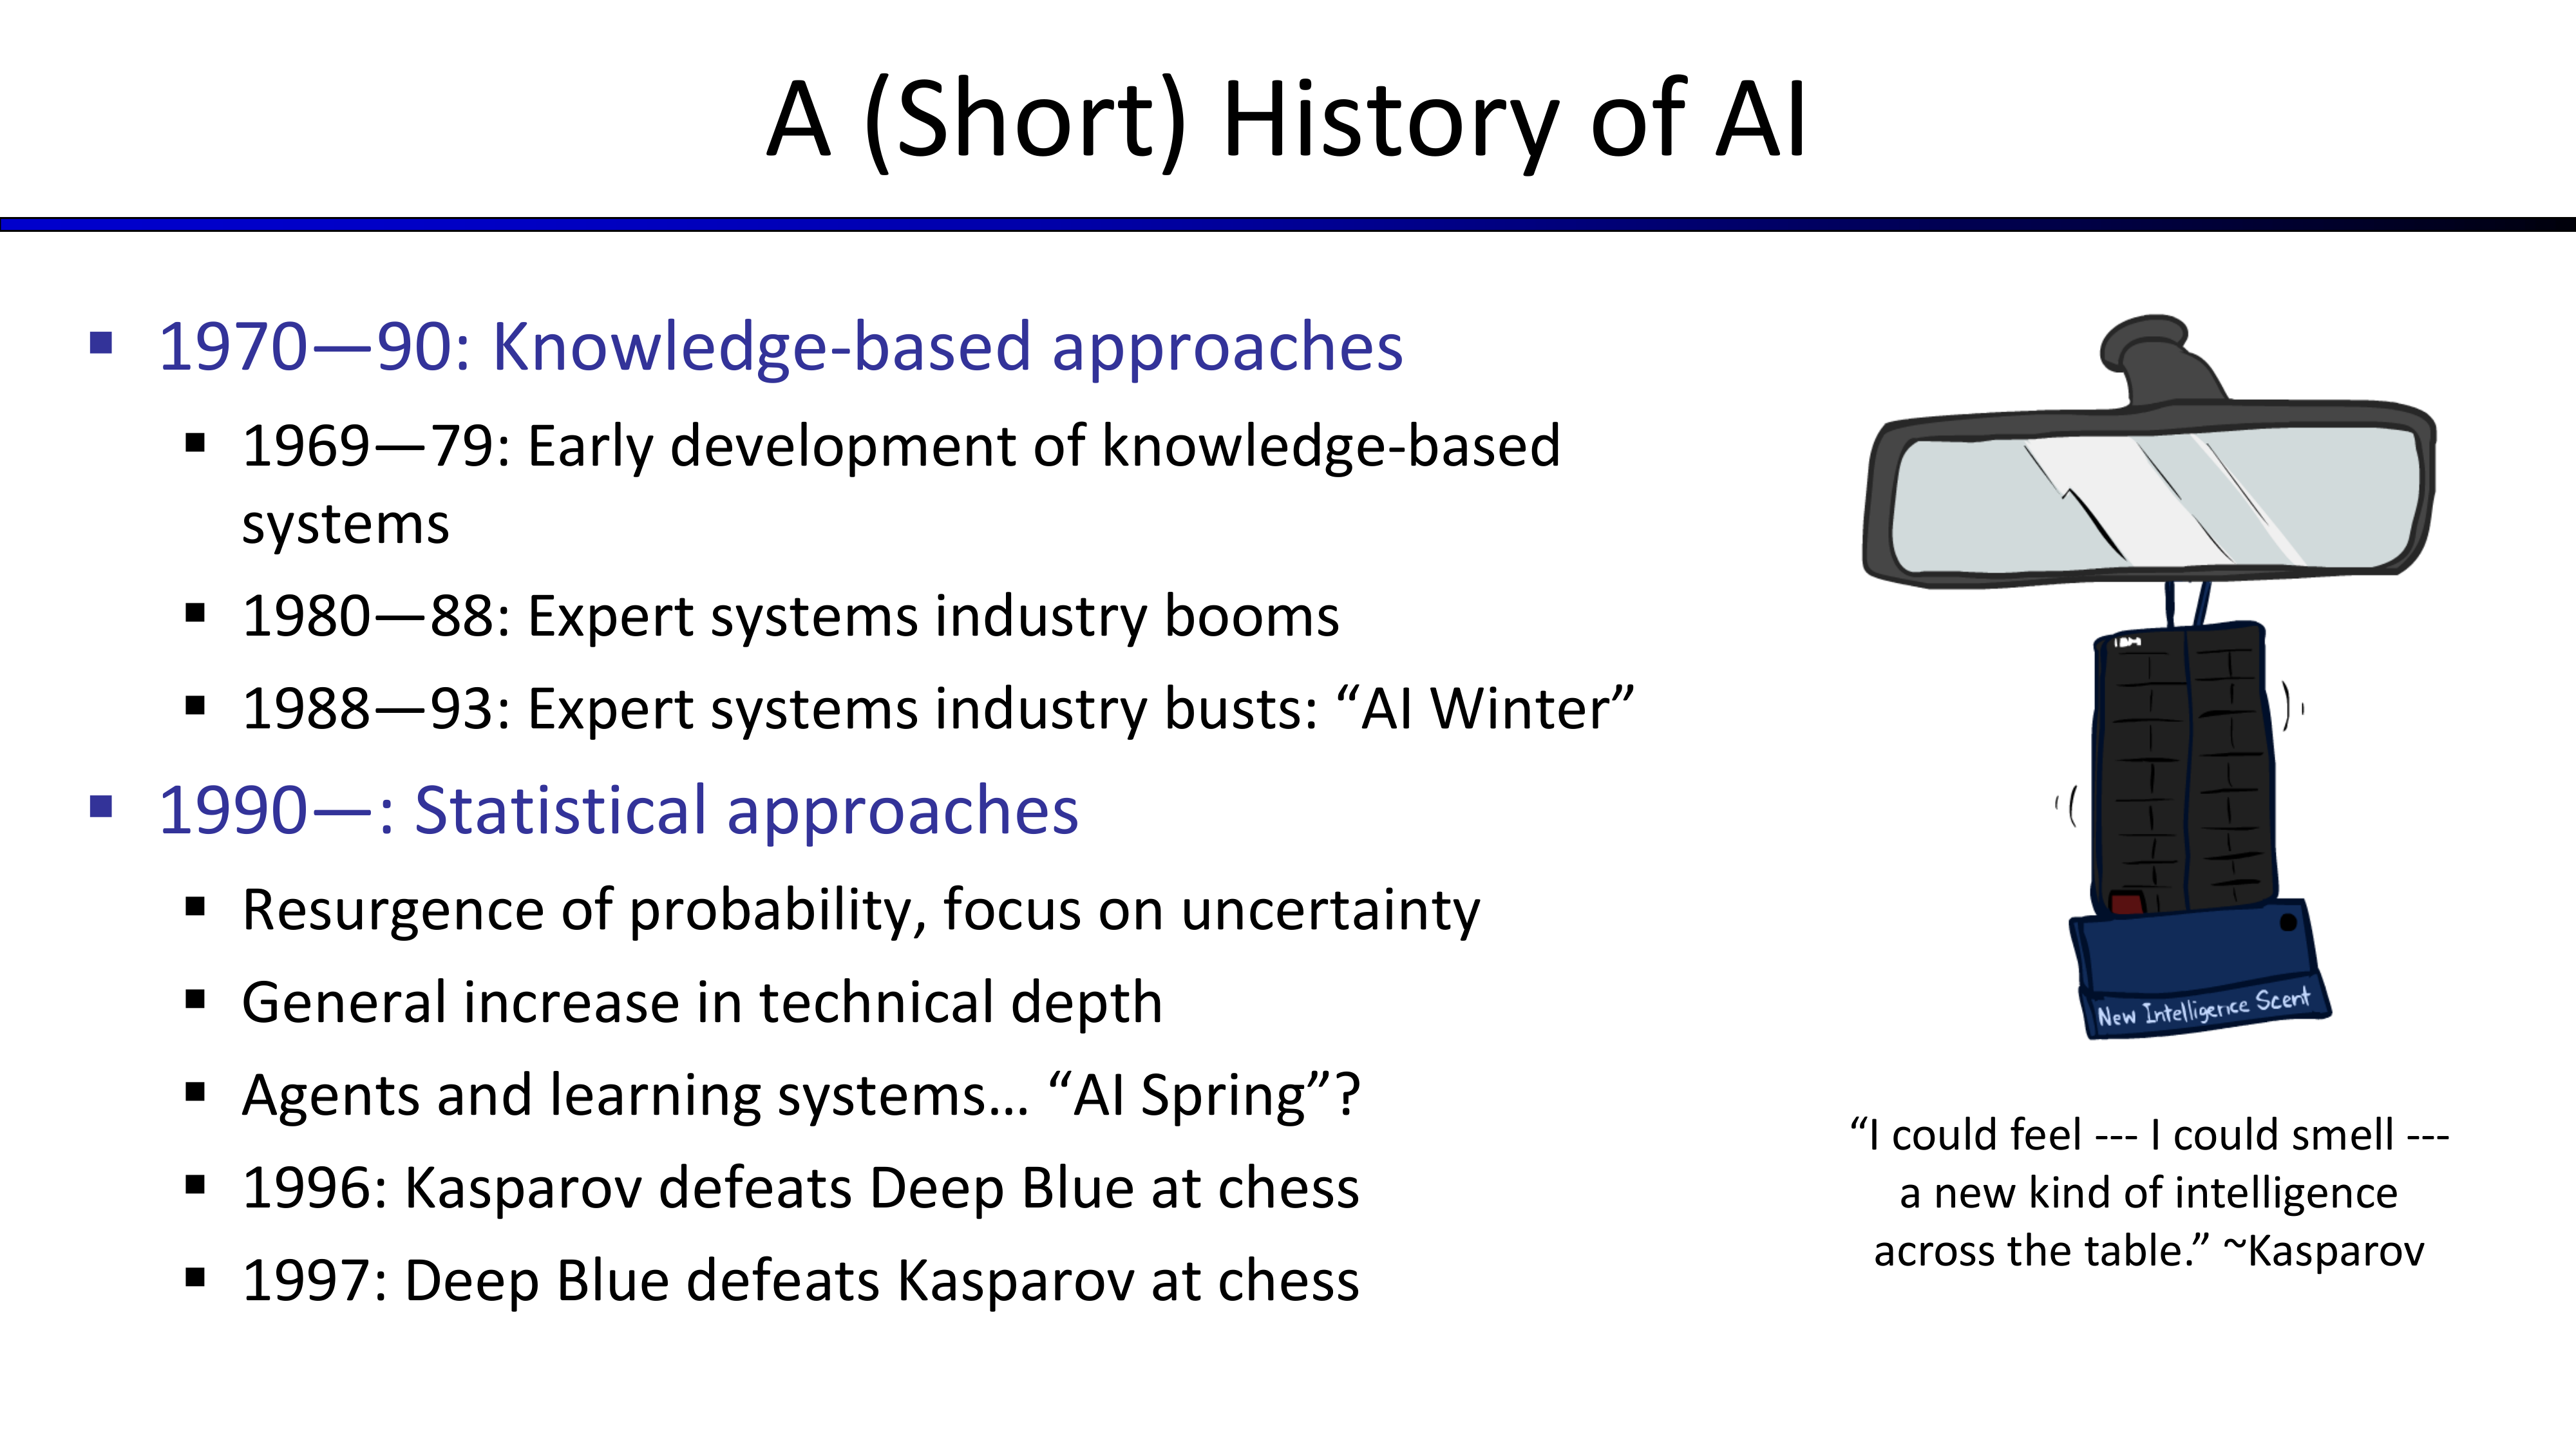 A (Short) History of AI
▪ 1970—90: Knowledge-based approaches
▪ 1969—79: Early development of knowledge-based
systems
▪ 1980—88: Expert systems industry booms
▪ 1988—93: Expert systems industry busts: “AI Winter”
▪ 1990—: Statistical approaches
▪ Resurgence of probability, focus on uncertainty
▪ General increase in technical depth
▪ Agents and learning systems… “AI Spring”?
▪ 1996: Kasparov defeats Deep Blue at chess
▪ 1997: Deep Blue defeats Kasparov at chess
IBM
New Intelligence Scent
“I could feel --- I could smell ---
a new kind of intelligence
across the table.” ~Kasparov